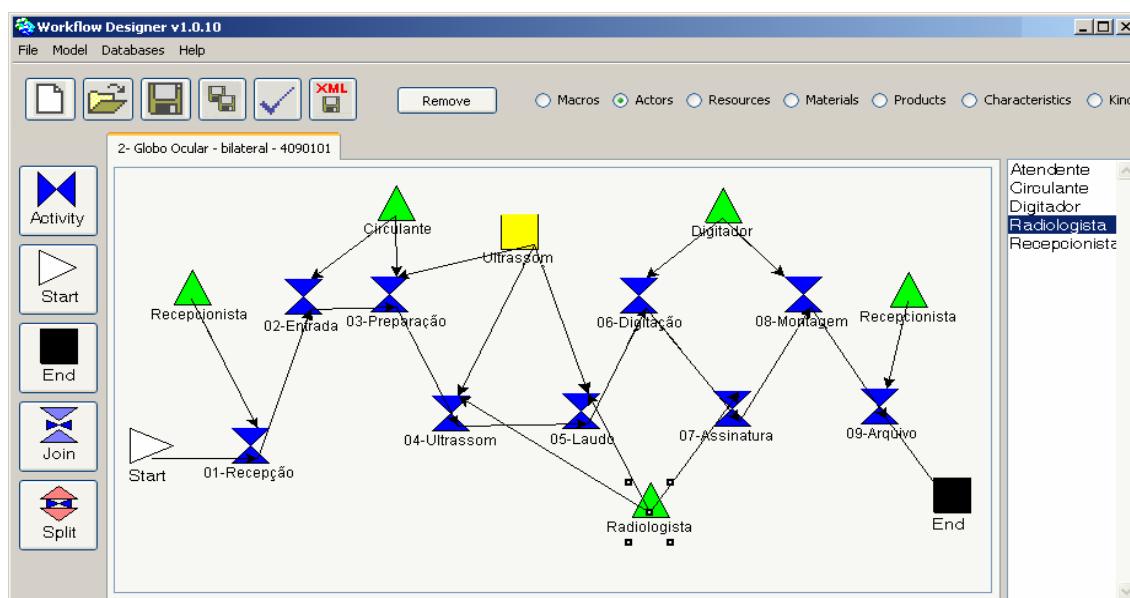 Workflow Designer v1.0.10
File Model Databases Help
XML
Remove
Macros Actors Resources Materials Products Characteristics Kind
2- Globo Ocular - bilateral - 4090101
Activity
Start
End
Join
Split
Atendente
Circulante
Digitador
Radiologista
Recepcionista
Circulante
Digitador
Ultrassom
Recepcionista
02-Entrada
03-Preparação
06-Digitação
08-Montagem
Recepcionista
04-Ultrassom
05-Laudo
07-Assinatura
09-Arquivo
Start
01-Recepção
Radiologista
End